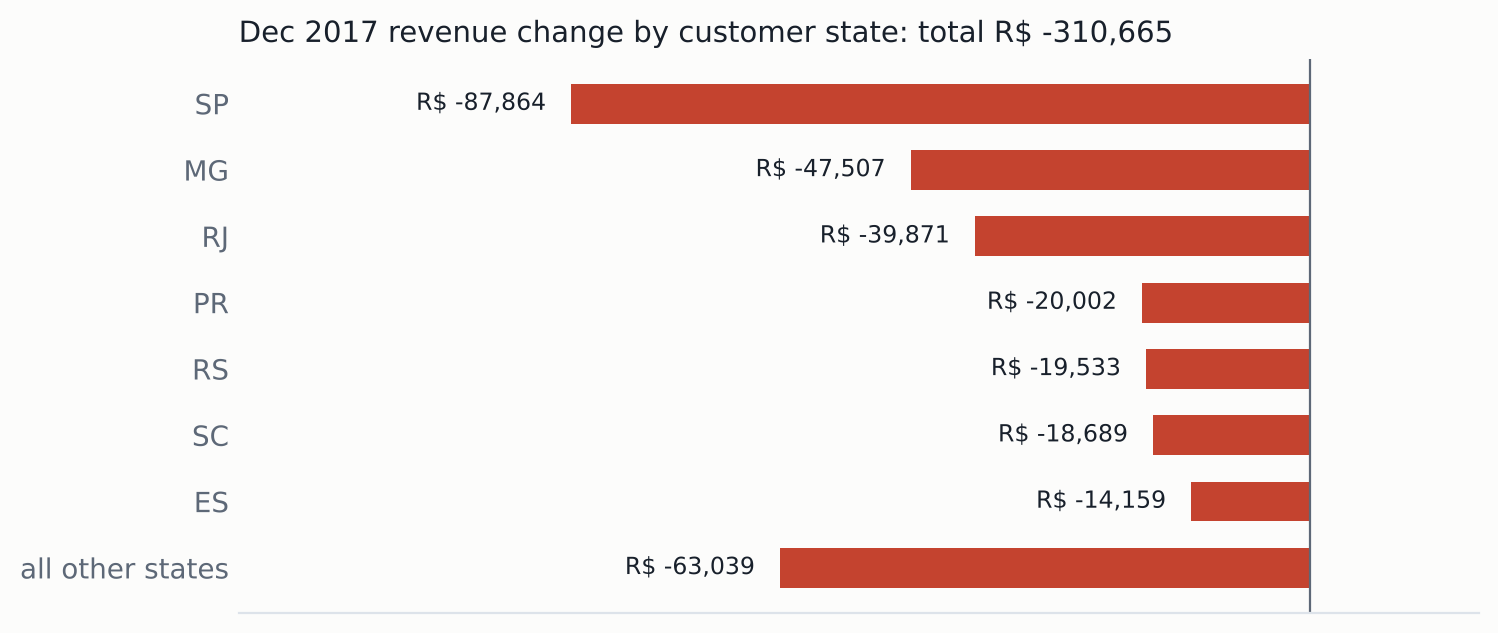 Dec 2017 revenue change by customer state: total R$ -310,665
SP R$ -87,864
MG R$ -47,507
RJ R$ -39,871
PR R$ -20,002
RS R$ -19,533
SC R$ -18,689
ES R$ -14,159
all other states R$ -63,039